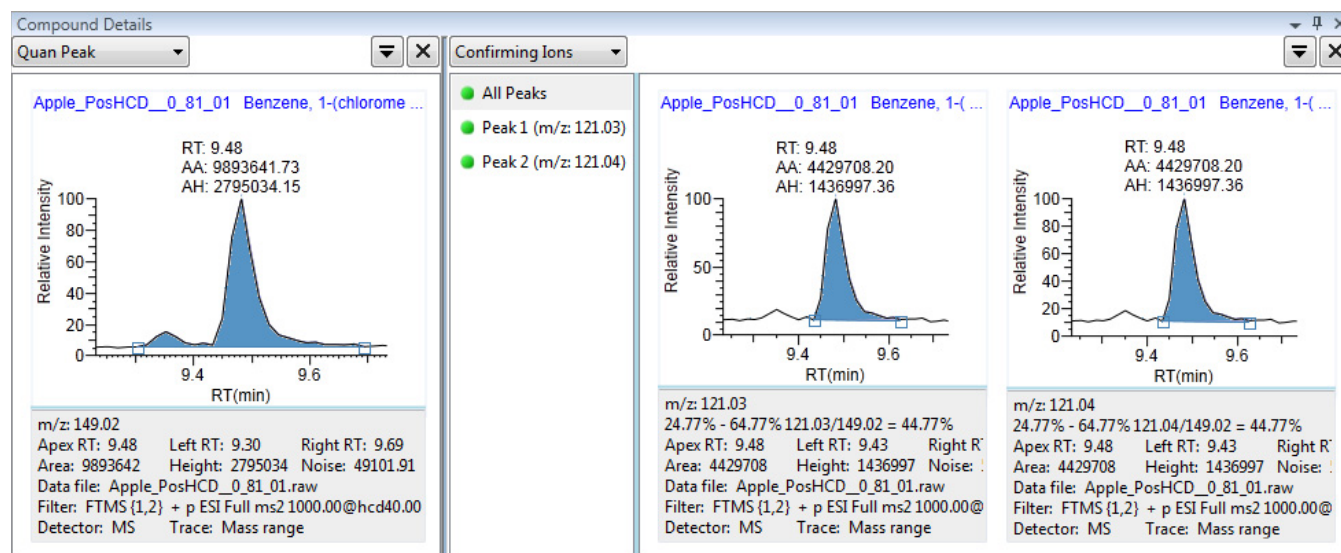 Compound Details
Quan Peak
Confirming Ions
Apple_PosHCD__0_81_01 Benzene, 1-(chlorome ...
RT: 9.48
AA: 9893641.73
AH: 2795034.15
Relative Intensity
100
80
60
40
20
0
9.4 9.6
RT(min)
m/z: 149.02
Apex RT: 9.48 Left RT: 9.30 Right RT: 9.69
Area: 9893642 Height: 2795034 Noise: 49101.91
Data file: Apple_PosHCD__0_81_01.raw
Filter: FTMS {1,2} + p ESI Full ms2 1000.00@hcd40.00
Detector: MS Trace: Mass range
All Peaks
Peak 1 (m/z: 121.03)
Peak 2 (m/z: 121.04)
Apple_PosHCD__0_81_01 Benzene, 1-( ...
RT: 9.48
AA: 4429708.20
AH: 1436997.36
Relative Intensity
100
50
0
9.4 9.6
RT(min)
m/z: 121.03
24.77% - 64.77% 121.03/149.02 = 44.77%
Apex RT: 9.48 Left RT: 9.43 Right
Area: 4429708 Height: 1436997 Noise:
Data file: Apple_PosHCD__0_81_01.raw
Filter: FTMS {1,2} + p ESI Full ms2 1000.00@
Detector: MS Trace: Mass range
Apple_PosHCD__0_81_01 Benzene, 1-( ...
RT: 9.48
AA: 4429708.20
AH: 1436997.36
Relative Intensity
100
80
60
40
20
0
9.4 9.6
RT(min)
m/z: 121.04
24.77% - 64.77% 121.04/149.02 = 44.77%
Apex RT: 9.48 Left RT: 9.43 Right
Area: 4429708 Height: 1436997 Noise:
Data file: Apple_PosHCD__0_81_01.raw
Filter: FTMS {1,2} + p ESI Full ms2 1000.00@
Detector: MS Trace: Mass range